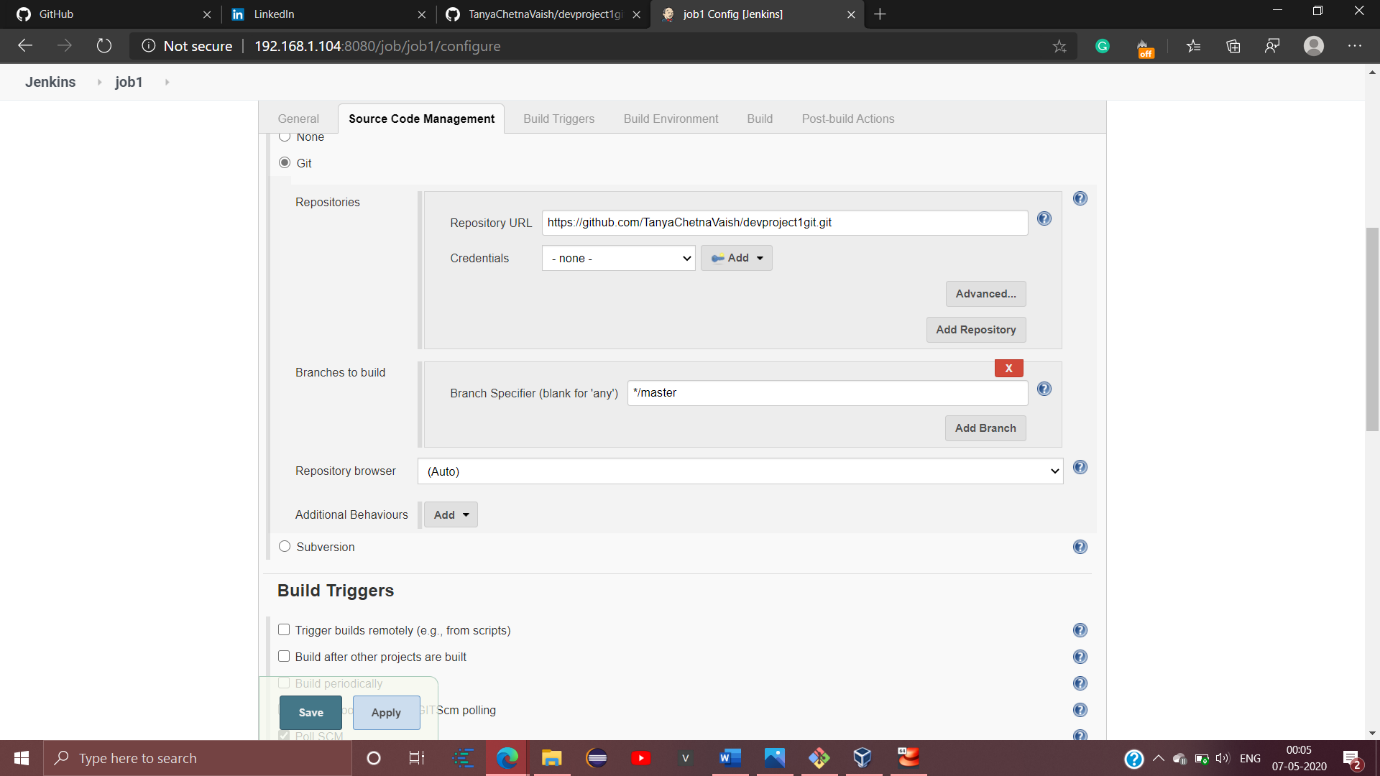 GitHub
LinkedIn
TanyaChetnaVaish/devproject1gi
job1 Config [Jenkins]
Not secure
192.168.1.104:8080/job/job1/configure
off
Jenkins
job1
General
Source Code Management
Build Triggers
Build Environment
Build
Post-build Actions
None
Git
Repositories
Repository URL
https://github.com/TanyaChetnaVaish/devproject1git.git
Credentials
- none -
Add
Advanced...
Add Repository
Branches to build
X
Branch Specifier (blank for 'any')
*/master
Add Branch
Repository browser
(Auto)
Additional Behaviours
Add
Subversion
Build Triggers
Trigger builds remotely (e.g., from scripts)
Build after other projects are built
Build periodically
Save
Apply
GITScm polling
Poll SCM
Type here to search
ENG
00:05
07-05-2020
2